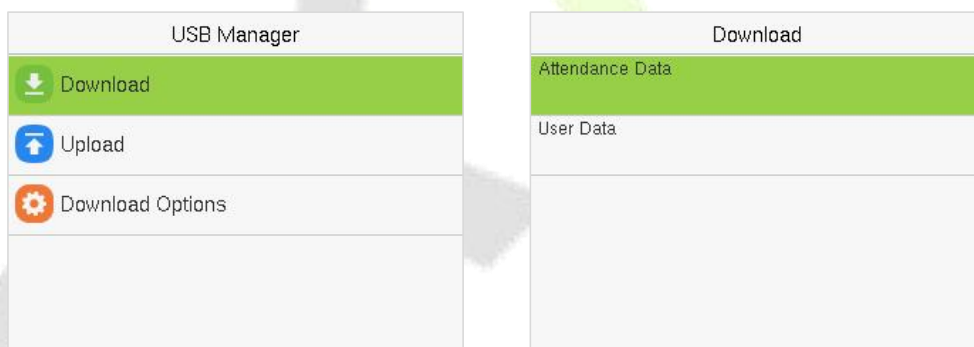 USB Manager
Download
Upload
Download Options
Download
Attendance Data
User Data